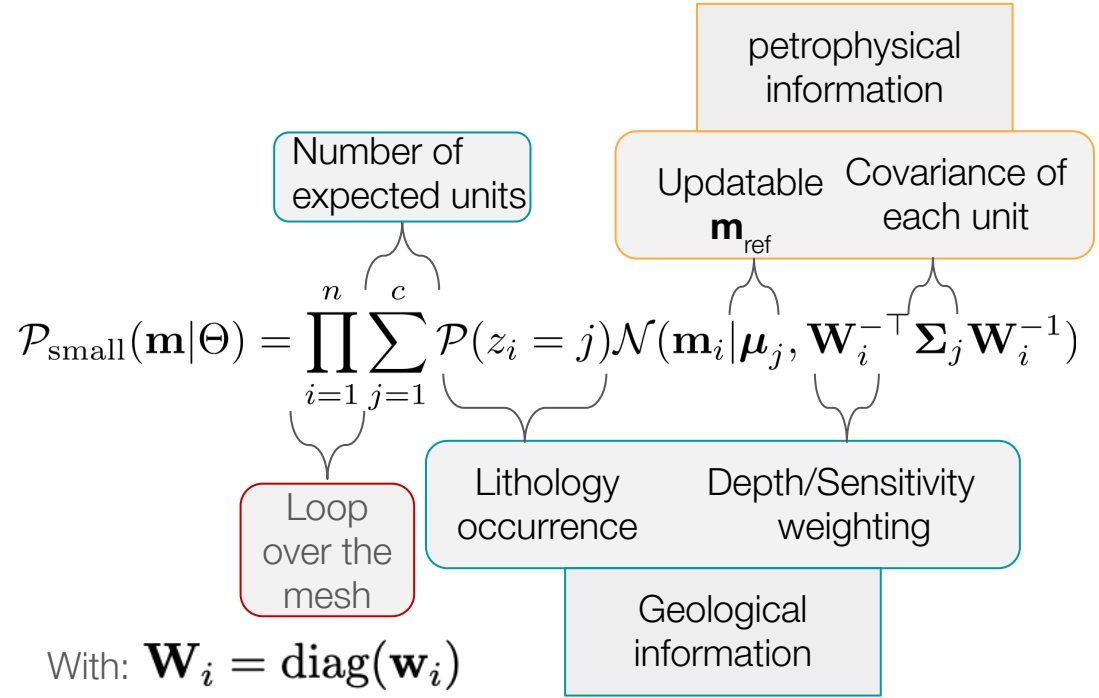 petrophysical
information
Number of
expected units
Updatable
𝐦_ref
Covariance of
each unit
𝒫_small(𝐦|Θ) = ∏_{i=1}^{n} ∑_{j=1}^{c} 𝒫(z_i = j)𝒩(𝐦_i|𝝁_j, 𝐖_i^{−⊤} 𝚺_j 𝐖_i^{−1})
Loop
over the
mesh
Lithology
occurrence
Depth/Sensitivity
weighting
Geological
information
With: 𝐖_i = diag(𝐰_i)